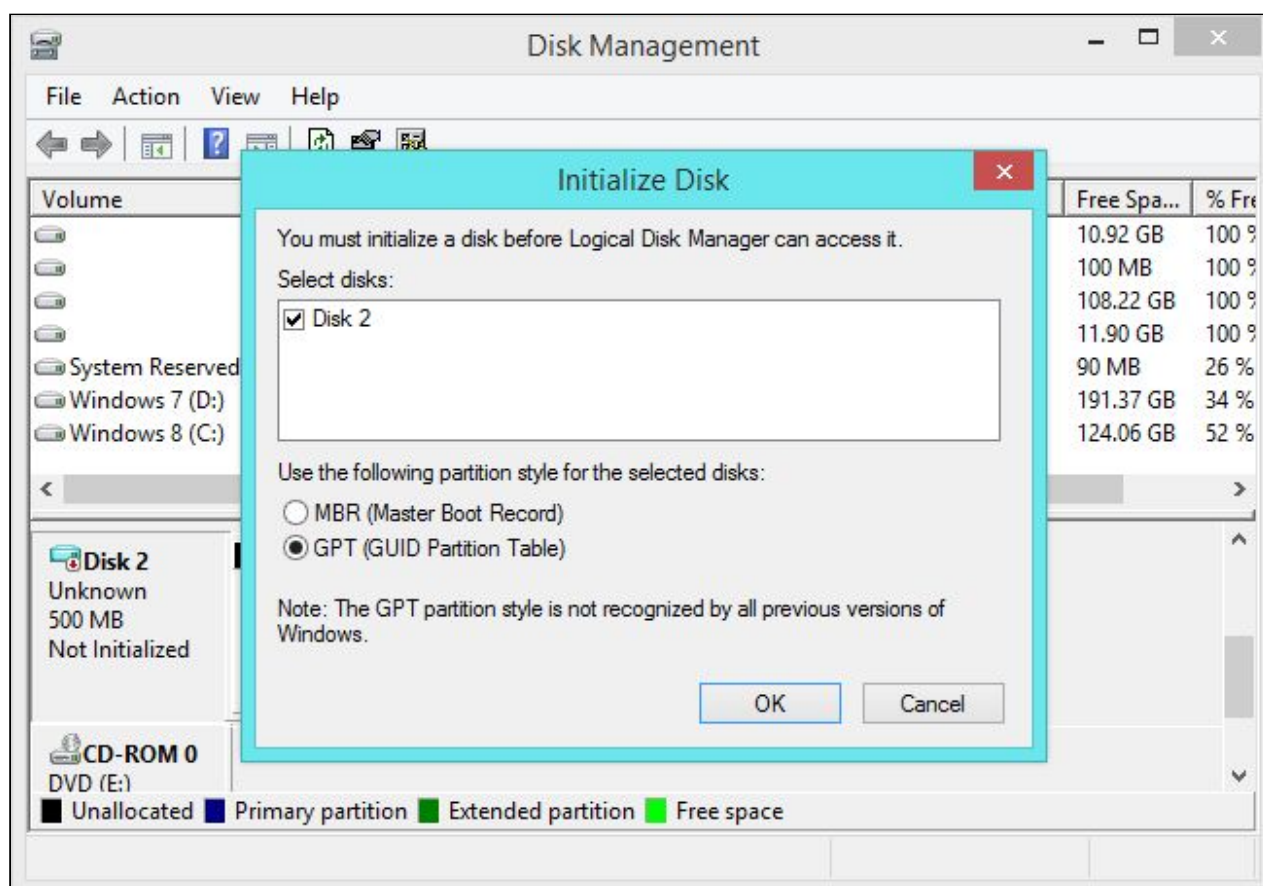 Disk Management
File Action View Help
Initialize Disk
Volume Free Spa... % Fre
You must initialize a disk before Logical Disk Manager can access it.
Select disks:
Disk 2
10.92 GB 100 %
100 MB 100 %
108.22 GB 100 %
11.90 GB 100 %
System Reserved 90 MB 26 %
Windows 7 (D:) 191.37 GB 34 %
Windows 8 (C:) 124.06 GB 52 %
Use the following partition style for the selected disks:
MBR (Master Boot Record)
GPT (GUID Partition Table)
Note: The GPT partition style is not recognized by all previous versions of
Windows.
OK Cancel
Disk 2
Unknown
500 MB
Not Initialized
CD-ROM 0
DVD (E:)
Unallocated Primary partition Extended partition Free space